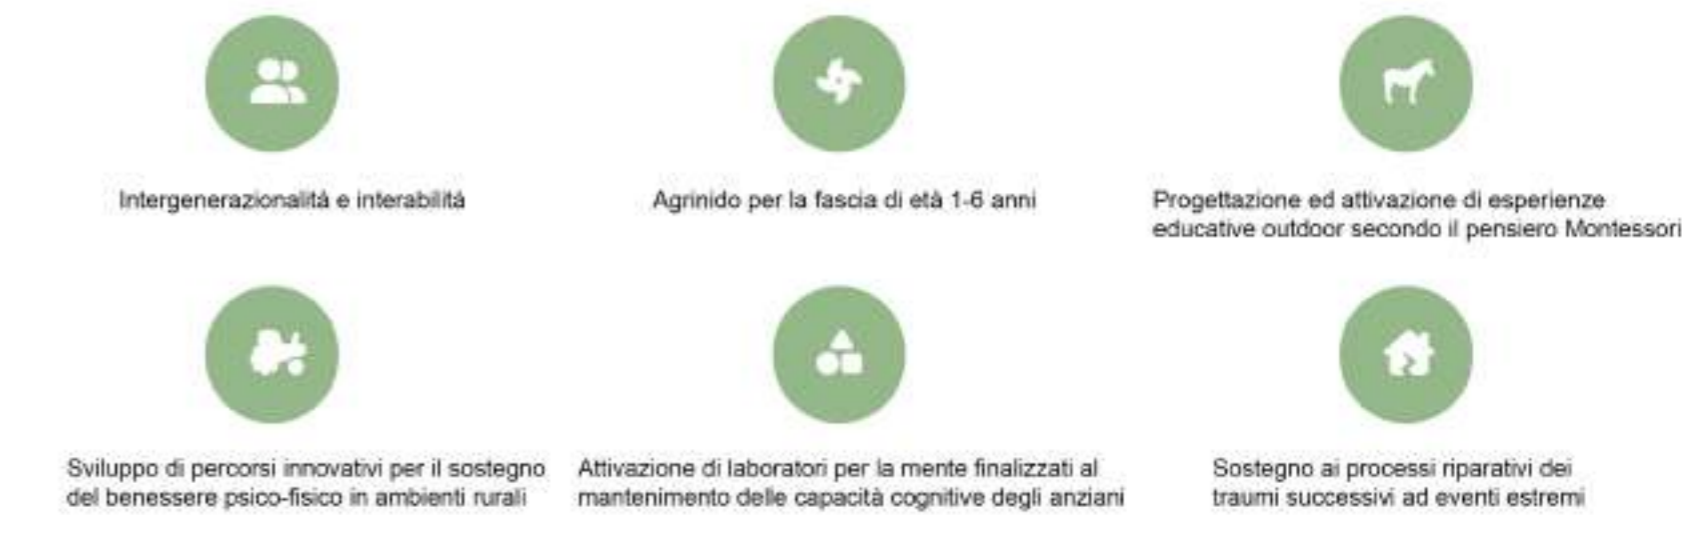 Intergenerazionalità e interabilità
Agrinido per la fascia di età 1-6 anni
Progettazione ed attivazione di esperienze
educative outdoor secondo il pensiero Montessori
Sviluppo di percorsi innovativi per il sostegno
del benessere psico-fisico in ambienti rurali
Attivazione di laboratori per la mente finalizzati al
mantenimento delle capacità cognitive degli anziani
Sostegno ai processi riparativi dei
traumi successivi ad eventi estremi